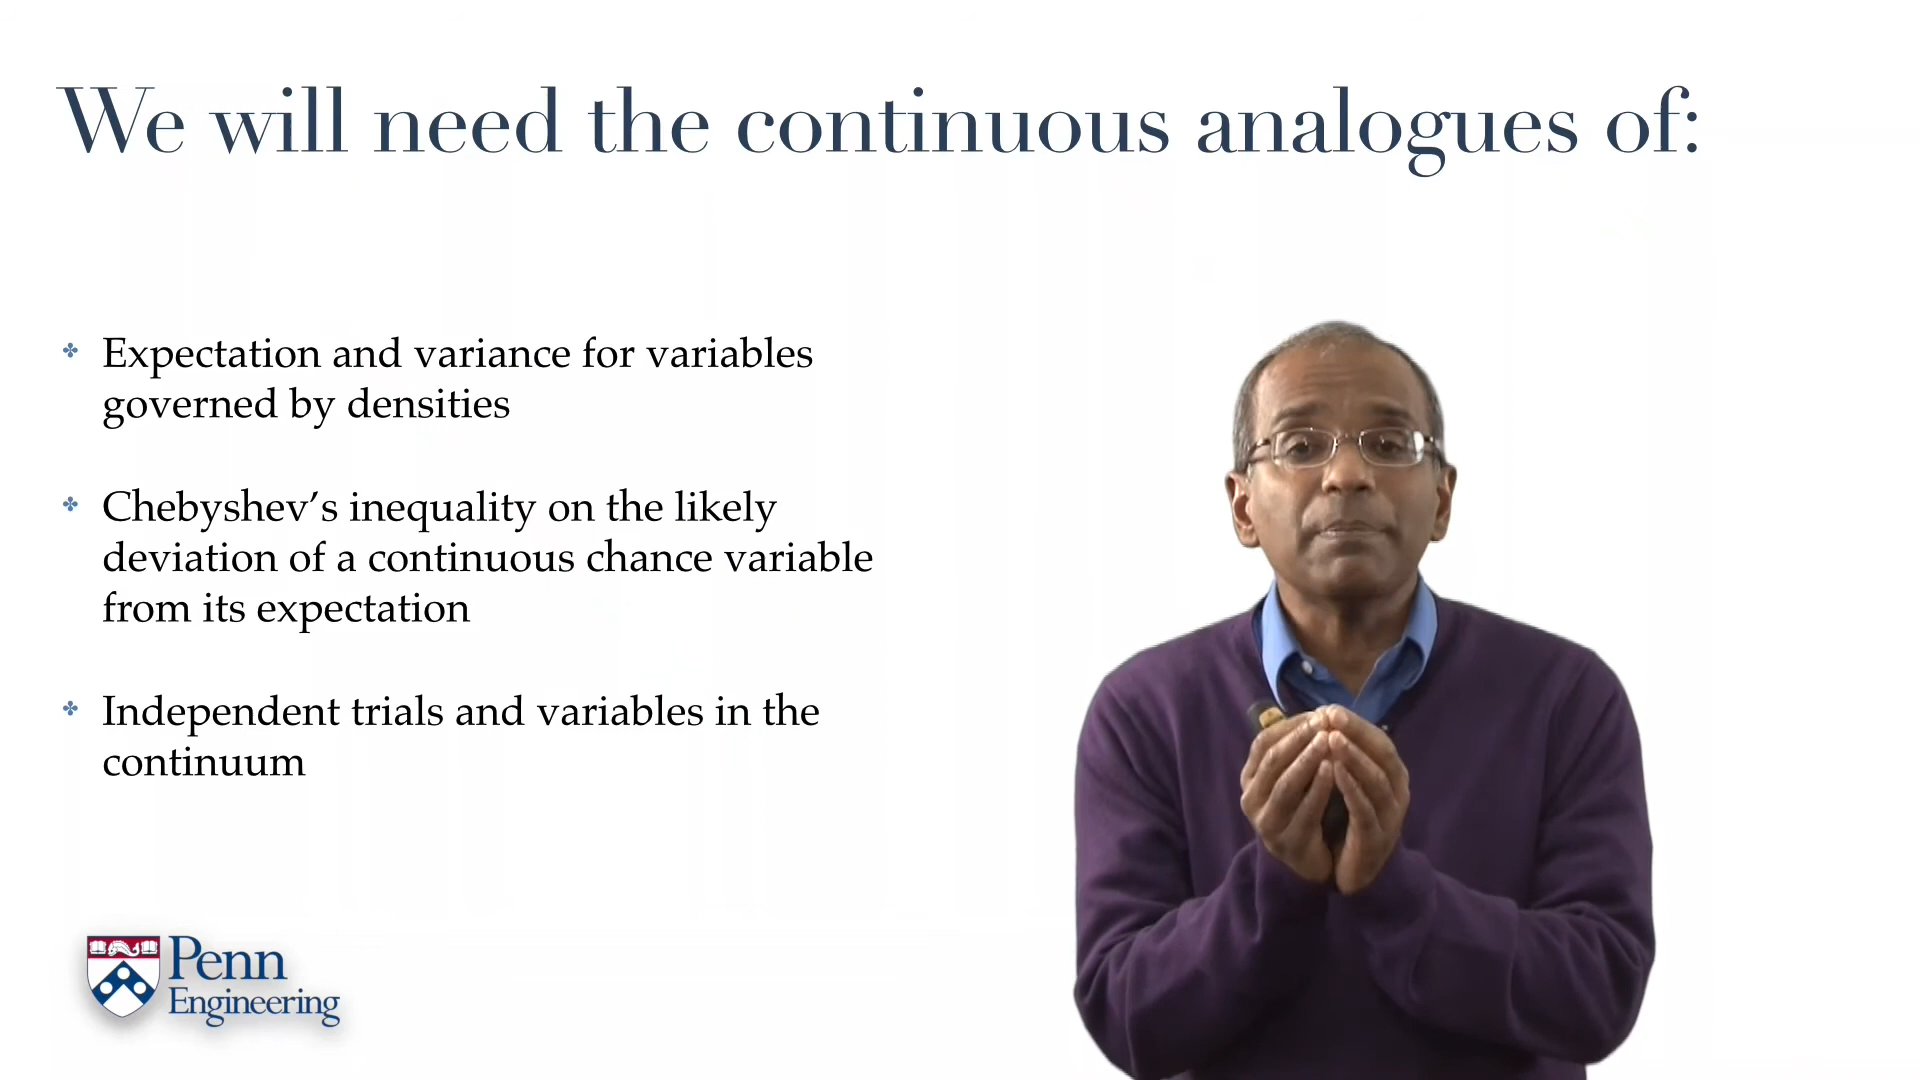 We will need the continuous analogues of:
Expectation and variance for variables
governed by densities
Chebyshev’s inequality on the likely
deviation of a continuous chance variable
from its expectation
Independent trials and variables in the
continuum
Penn
Engineering